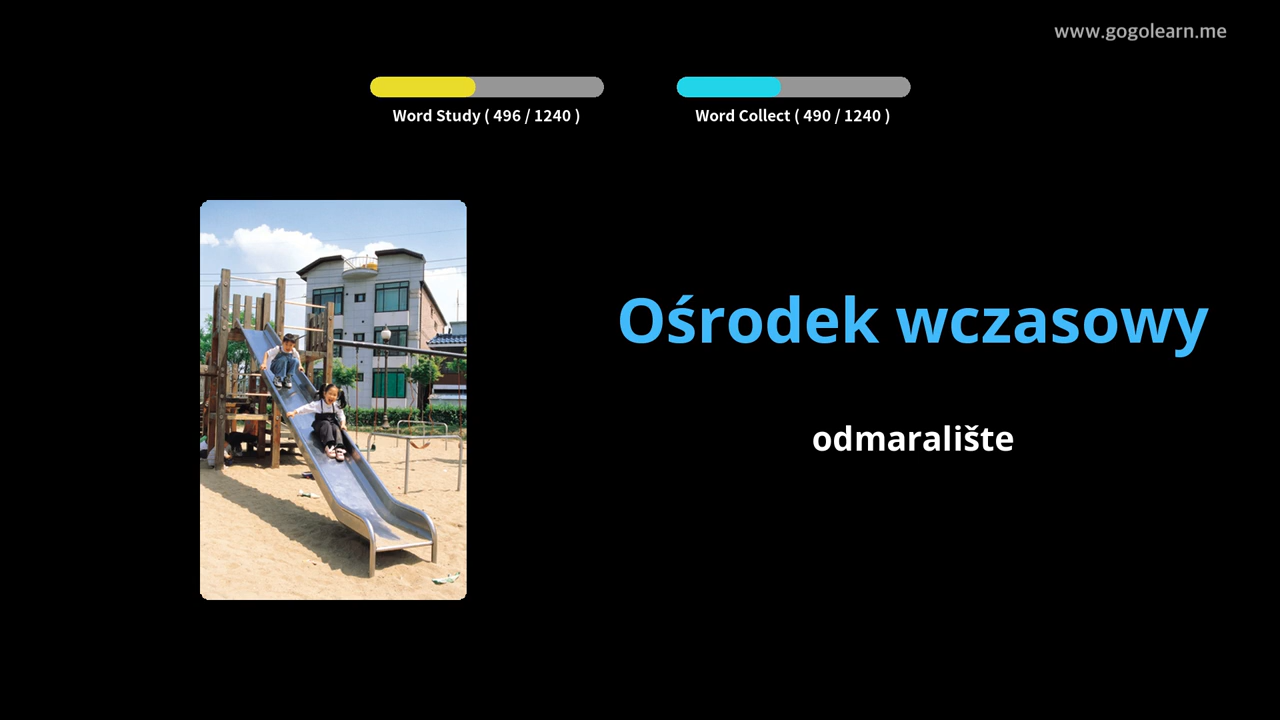 www.gogolearn.me
Word Study ( 496 / 1240 )
Word Collect ( 490 / 1240 )
Ośrodek wczasowy
odmaralište